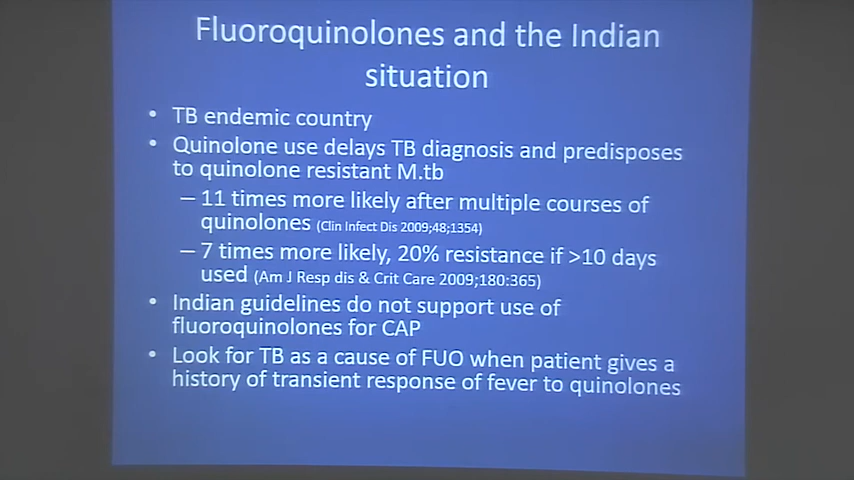 Fluoroquinolones and the Indian
situation
• TB endemic country
• Quinolone use delays TB diagnosis and predisposes
to quinolone resistant M.tb
– 11 times more likely after multiple courses of
quinolones (Clin Infect Dis 2009;48;1354)
– 7 times more likely, 20% resistance if >10 days
used (Am J Resp dis & Crit Care 2009;180:365)
• Indian guidelines do not support use of
fluoroquinolones for CAP
• Look for TB as a cause of FUO when patient gives a
history of transient response of fever to quinolones